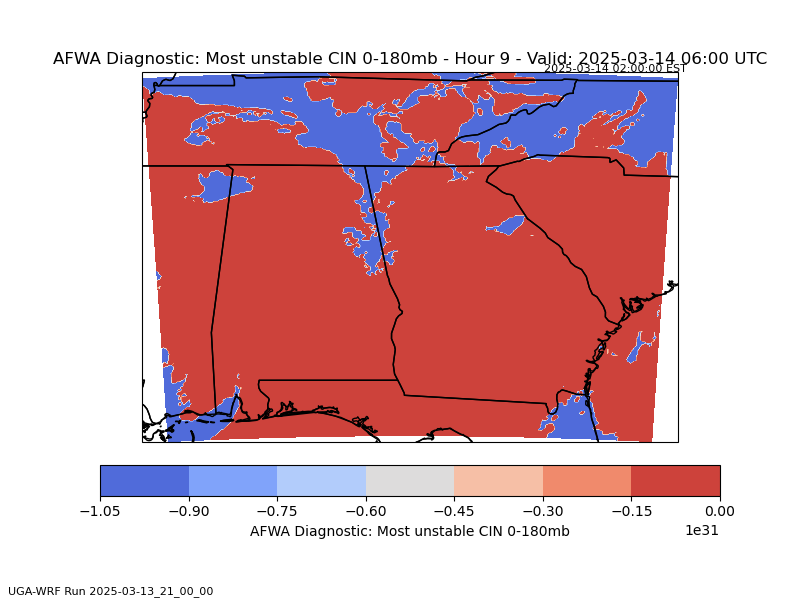 AFWA Diagnostic: Most unstable CIN 0-180mb - Hour 9 - Valid: 2025-03-14 06:00 UTC
2025-03-14 02:00:00 EST
−1.05 −0.90 −0.75 −0.60 −0.45 −0.30 −0.15 0.00
AFWA Diagnostic: Most unstable CIN 0-180mb
1e31
UGA-WRF Run 2025-03-13_21_00_00